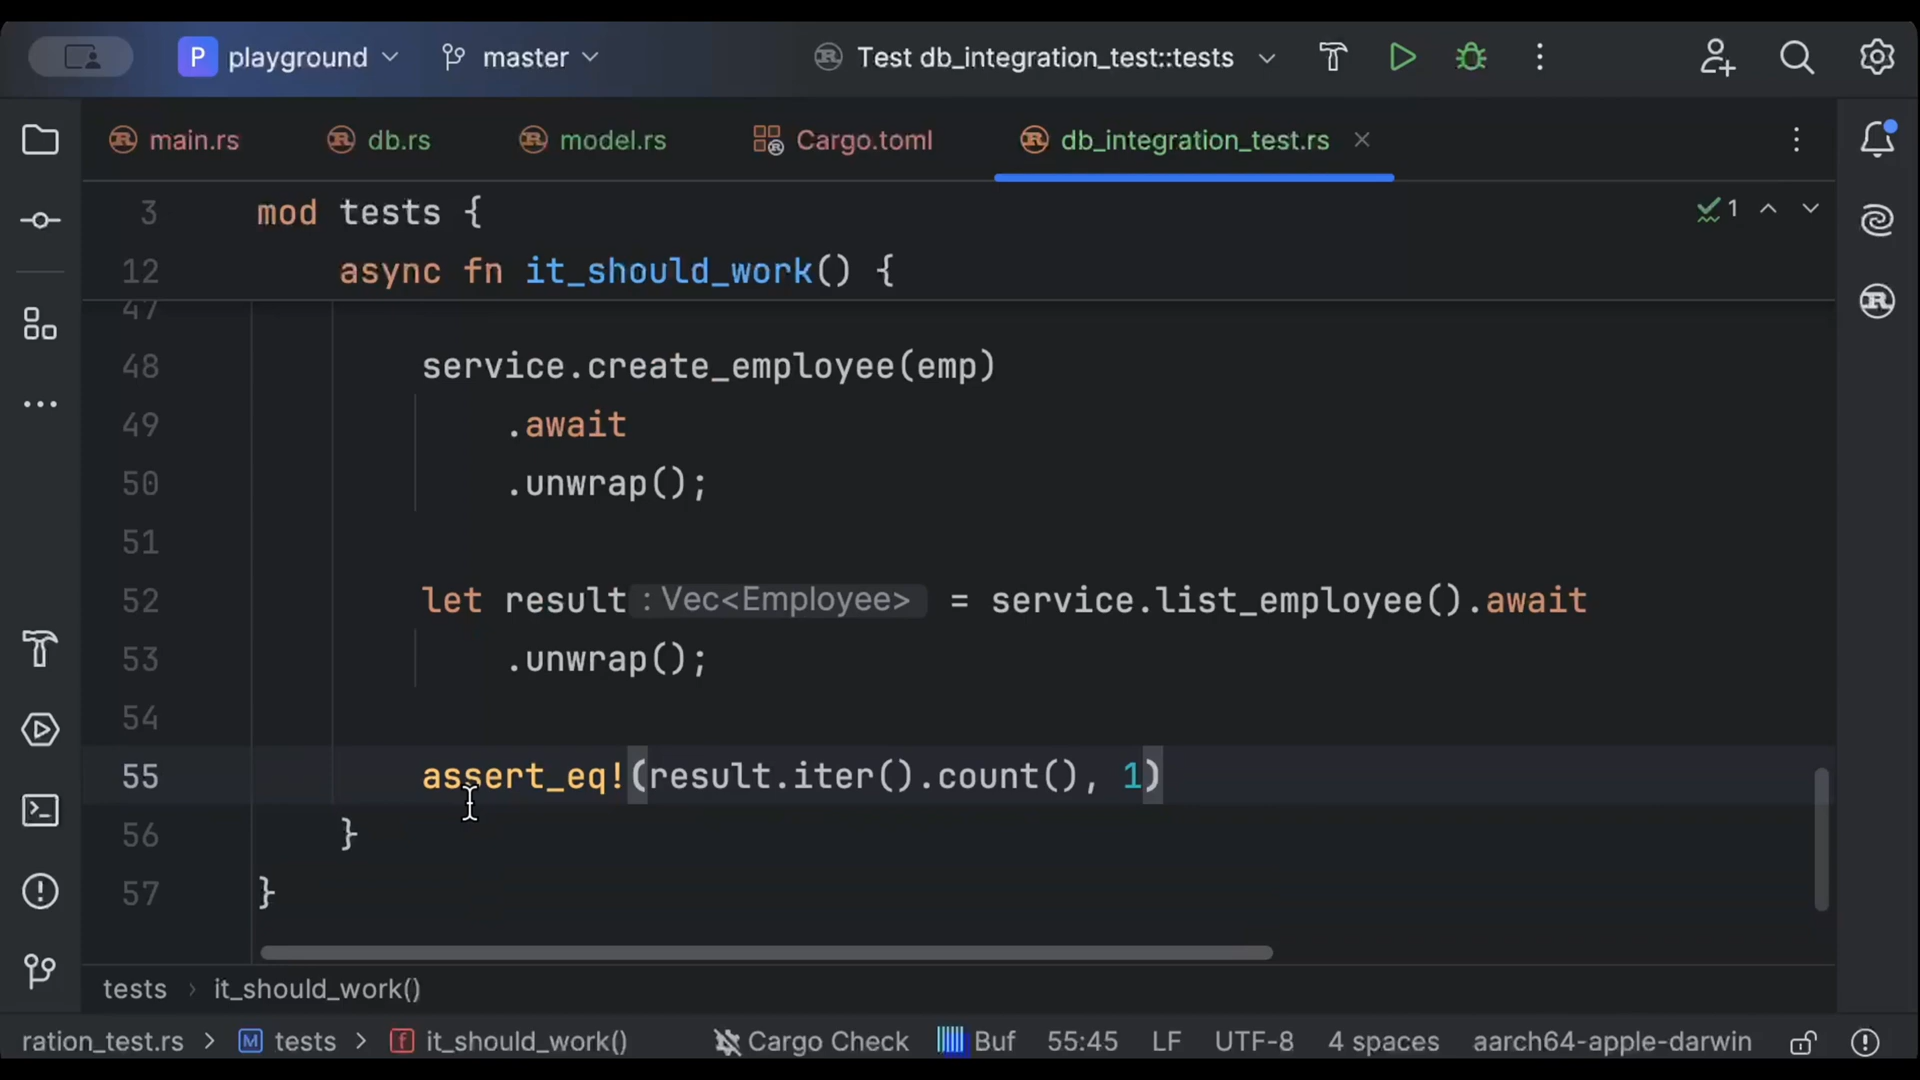 P playground master Test db_integration_test::tests
main.rs db.rs model.rs Cargo.toml db_integration_test.rs
3 mod tests { 1
12 async fn it_should_work() {
47
48 service.create_employee(emp)
49 .await
50 .unwrap();
51
52 let result : Vec<Employee> = service.list_employee().await
53 .unwrap();
54
55 assert_eq!(result.iter().count(), 1)
56 }
57 }
tests › it_should_work()
ration_test.rs > M tests > f it_should_work() Cargo Check Buf 55:45 LF UTF-8 4 spaces aarch64-apple-darwin